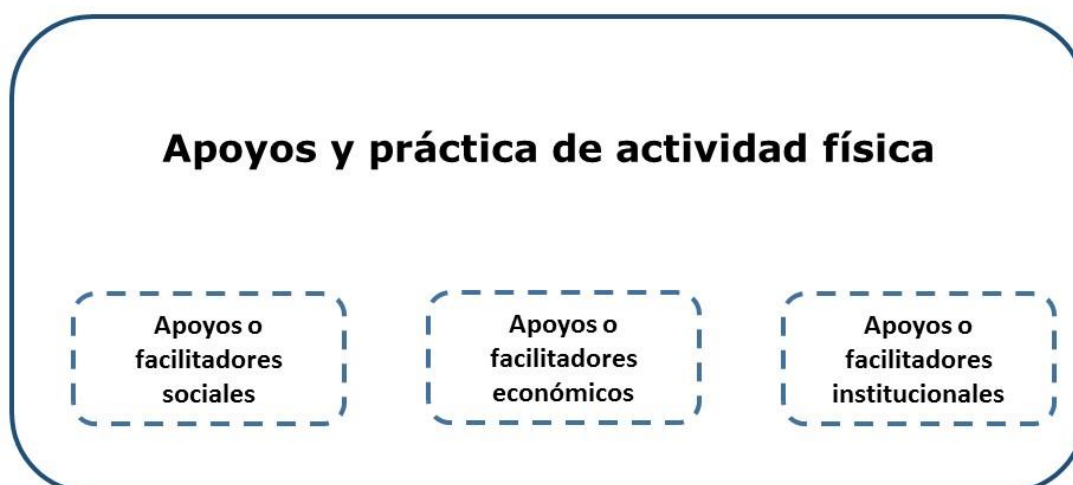 Apoyos y práctica de actividad física
Apoyos o
facilitadores
sociales
Apoyos o
facilitadores
económicos
Apoyos o
facilitadores
institucionales